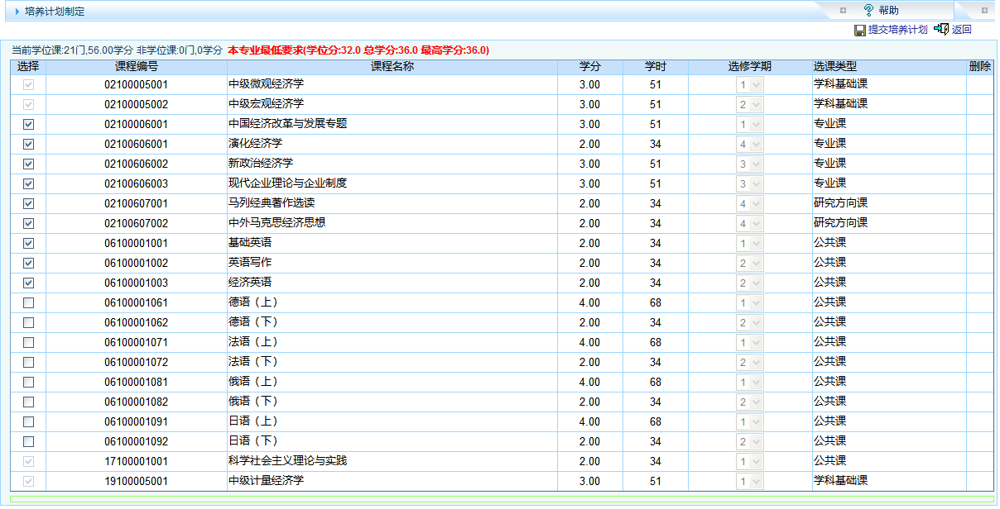 培养计划制定 帮助
提交培养计划 返回
当前学位课:21门,56.00学分 非学位课:0门,0学分 本专业最低要求(学位分:32.0 总学分:36.0 最高学分:36.0)
选择 课程编号 课程名称 学分 学时 选修学期 选课类型 删除
02100005001 中级微观经济学 3.00 51 1 学科基础课
02100005002 中级宏观经济学 3.00 51 2 学科基础课
02100006001 中国经济改革与发展专题 3.00 51 1 专业课
02100606001 演化经济学 2.00 34 4 专业课
02100606002 新政治经济学 3.00 51 3 专业课
02100606003 现代企业理论与企业制度 3.00 51 3 专业课
02100607001 马列经典著作选读 2.00 34 4 研究方向课
02100607002 中外马克思经济思想 2.00 34 4 研究方向课
06100001001 基础英语 2.00 34 1 公共课
06100001002 英语写作 2.00 34 2 公共课
06100001003 经济英语 2.00 34 2 公共课
06100001061 德语（上） 4.00 68 1 公共课
06100001062 德语（下） 2.00 34 2 公共课
06100001071 法语（上） 4.00 68 1 公共课
06100001072 法语（下） 2.00 34 2 公共课
06100001081 俄语（上） 4.00 68 1 公共课
06100001082 俄语（下） 2.00 34 2 公共课
06100001091 日语（上） 4.00 68 1 公共课
06100001092 日语（下） 2.00 34 2 公共课
17100001001 科学社会主义理论与实践 2.00 34 1 公共课
19100005001 中级计量经济学 3.00 51 1 学科基础课